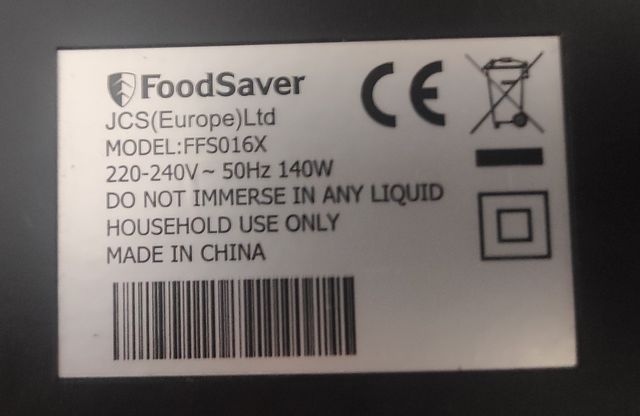 FoodSaver
CE
JCS(Europe)Ltd
MODEL:FFS016X
220-240V~ 50Hz 140W
DO NOT IMMERSE IN ANY LIQUID
HOUSEHOLD USE ONLY
MADE IN CHINA